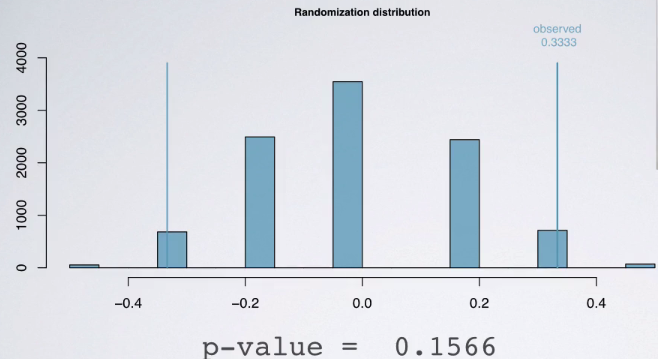 Randomization distribution
observed
0.3333
4000
3000
2000
1000
0
−0.4 −0.2 0.0 0.2 0.4
p-value = 0.1566